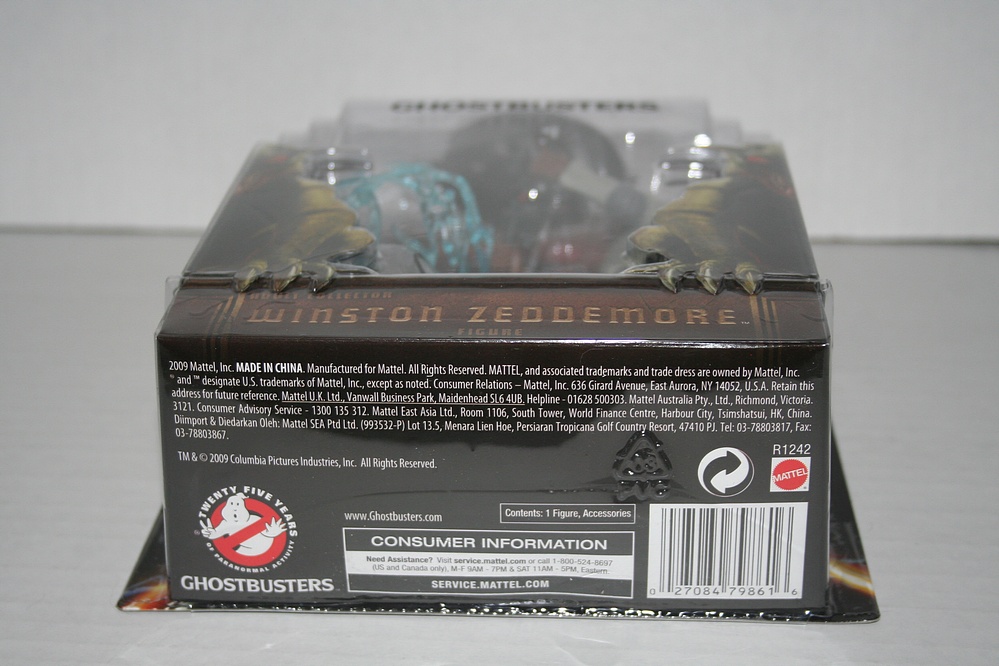 GHOSTBUSTERS
ADULT COLLECTOR
WINSTON ZEDDEMORE™
FIGURE
2009 Mattel, Inc. MADE IN CHINA. Manufactured for Mattel. All Rights Reserved. MATTEL, and associated trademarks and trade dress are owned by Mattel, Inc.
® and ™ designate U.S. trademarks of Mattel, Inc., except as noted. Consumer Relations – Mattel, Inc. 636 Girard Avenue, East Aurora, NY 14052, U.S.A. Retain this
address for future reference. Mattel U.K. Ltd., Vanwall Business Park, Maidenhead SL6 4UB. Helpline - 01628 500303. Mattel Australia Pty., Ltd., Richmond, Victoria.
3121. Consumer Advisory Service - 1300 135 312. Mattel East Asia Ltd., Room 1106, South Tower, World Finance Centre, Harbour City, Tsimshatsui, HK, China.
Diimport & Diedarkan Oleh: Mattel SEA Ptd Ltd. (993532-P) Lot 13.5, Menara Lien Hoe, Persiaran Tropicana Golf Country Resort, 47410 PJ. Tel: 03-78803817, Fax:
03-78803867.
TM & © 2009 Columbia Pictures Industries, Inc. All Rights Reserved.
R1242
MATTEL
TWENTY FIVE YEARS
OF PARANORMAL ACTIVITY
GHOSTBUSTERS
www.Ghostbusters.com
Contents: 1 Figure, Accessories
CONSUMER INFORMATION
Need Assistance? Visit service.mattel.com or call 1-800-524-8697
(US and Canada only), M-F 9AM - 7PM & SAT 11AM - 5PM, Eastern.
SERVICE.MATTEL.COM
0 27084 79861 6